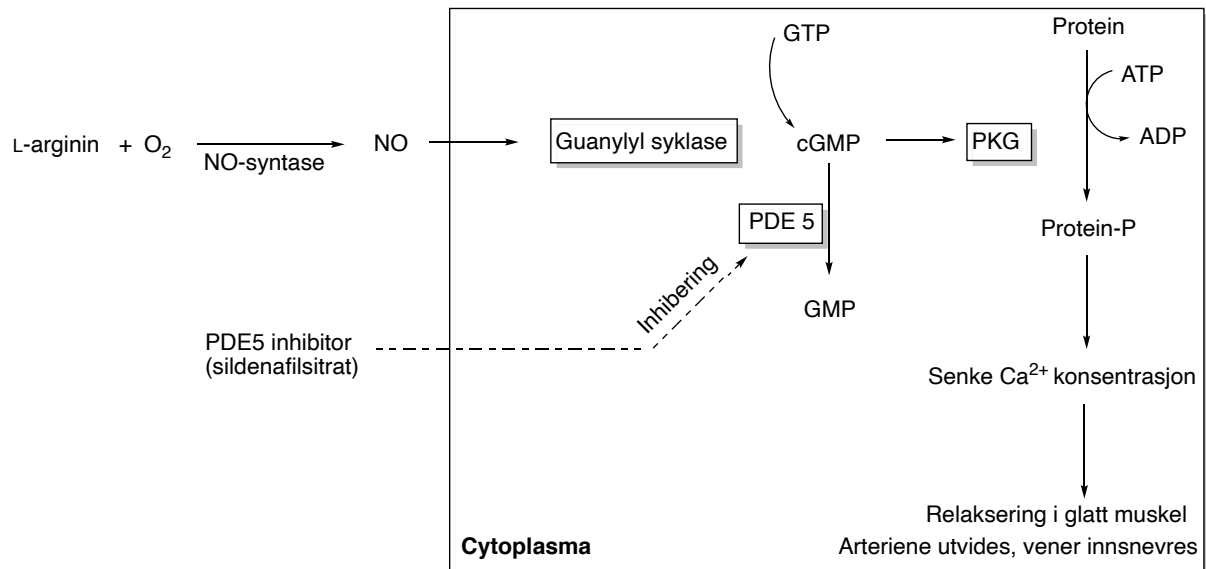 L-arginin + O₂
NO-syntase
NO
Guanylyl syklase
GTP
cGMP
PDE 5
GMP
PKG
Protein
ATP
ADP
Protein-P
Senke Ca²⁺ konsentrasjon
Relaksering i glatt muskel
Arteriene utvides, vener innsnevres
Inhibering
PDE5 inhibitor
(sildenafilsitrat)
Cytoplasma